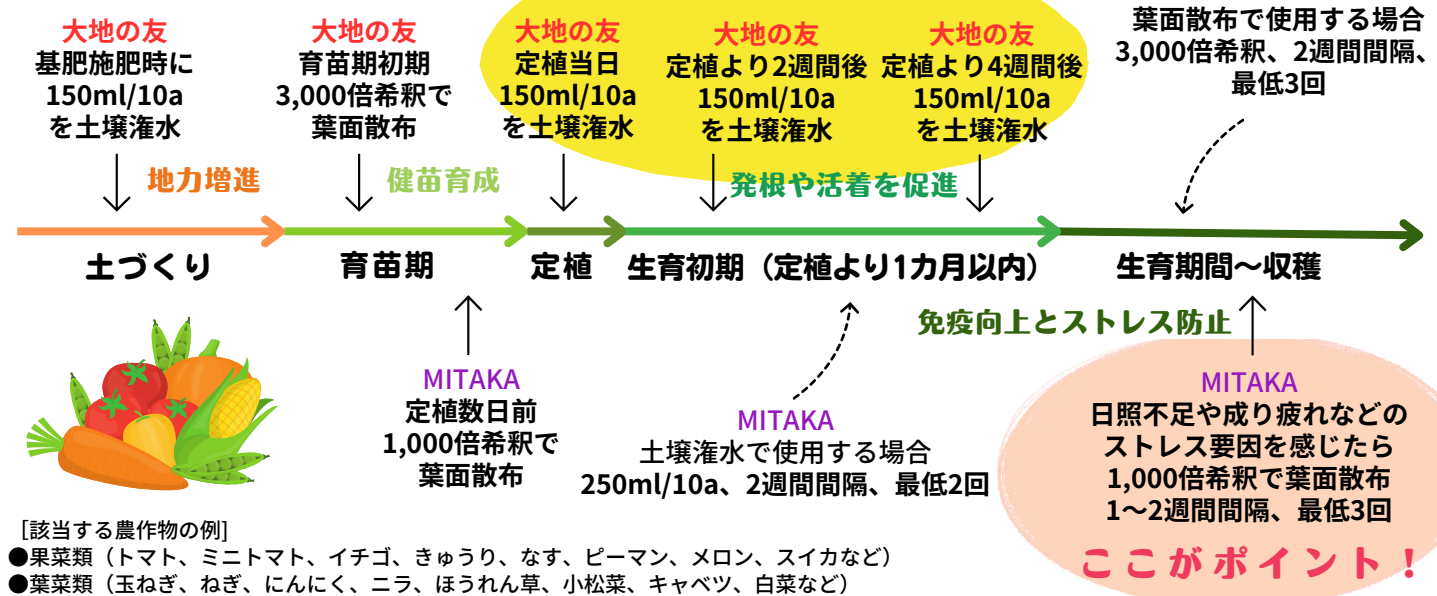 大地の友
基肥施肥時に
150ml/10a
を土壌潅水
大地の友
育苗期初期
3,000倍希釈で
葉面散布
大地の友
定植当日
150ml/10a
を土壌潅水
大地の友
定植より2週間後
150ml/10a
を土壌潅水
大地の友
定植より4週間後
150ml/10a
を土壌潅水
葉面散布で使用する場合
3,000倍希釈、2週間間隔、
最低3回
地力増進
健苗育成
発根や活着を促進
土づくり
育苗期
定植
生育初期（定植より1カ月以内）
生育期間～収穫
免疫向上とストレス防止
MITAKA
定植数日前
1,000倍希釈で
葉面散布
MITAKA
土壌潅水で使用する場合
250ml/10a、2週間間隔、最低2回
MITAKA
日照不足や成り疲れなどの
ストレス要因を感じたら
1,000倍希釈で葉面散布
1～2週間間隔、最低3回
ここがポイント！
［該当する農作物の例］
●果菜類（トマト、ミニトマト、イチゴ、きゅうり、なす、ピーマン、メロン、スイカなど）
●葉菜類（玉ねぎ、ねぎ、にんにく、ニラ、ほうれん草、小松菜、キャベツ、白菜など）